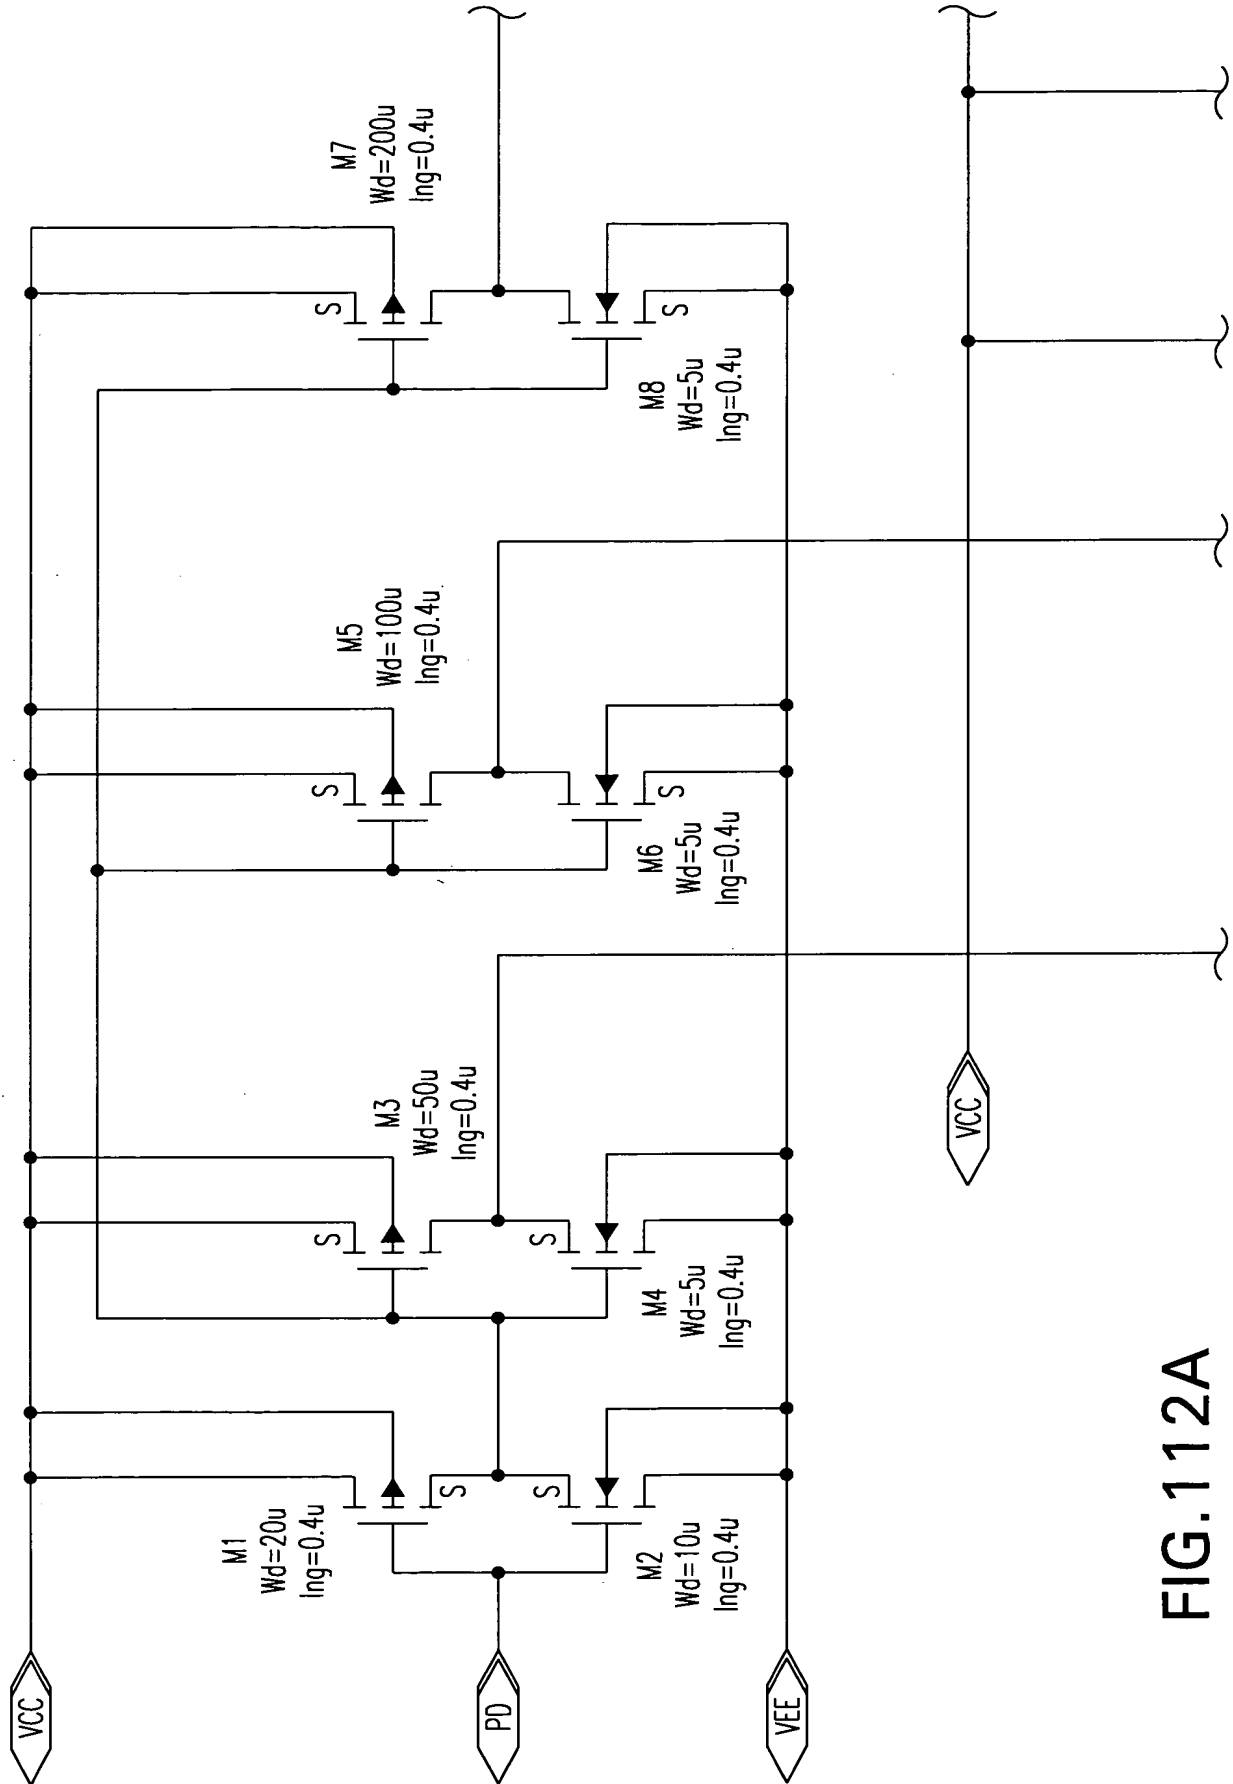 VCC
PD
VEE
M1
Wd=20u
lng=0.4u
S
S
M2
Wd=10u
lng=0.4u
M3
Wd=50u
lng=0.4u
S
S
M4
Wd=5u
lng=0.4u
M5
Wd=100u
lng=0.4u
S
S
M6
Wd=5u
lng=0.4u
M7
Wd=200u
lng=0.4u
S
S
M8
Wd=5u
lng=0.4u
VCC
FIG.112A